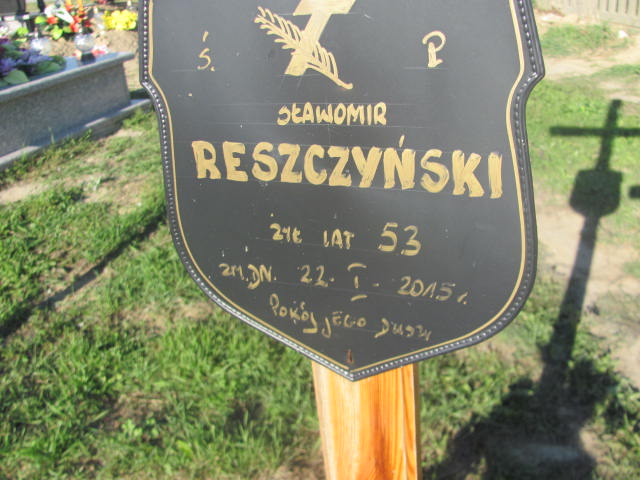 Ś. P
SŁAWOMIR
RESZCZYŃSKI
ŻYŁ LAT 53
ZM. DN. 22. I. 2015 r.
POKÓJ JEGO DUSZY